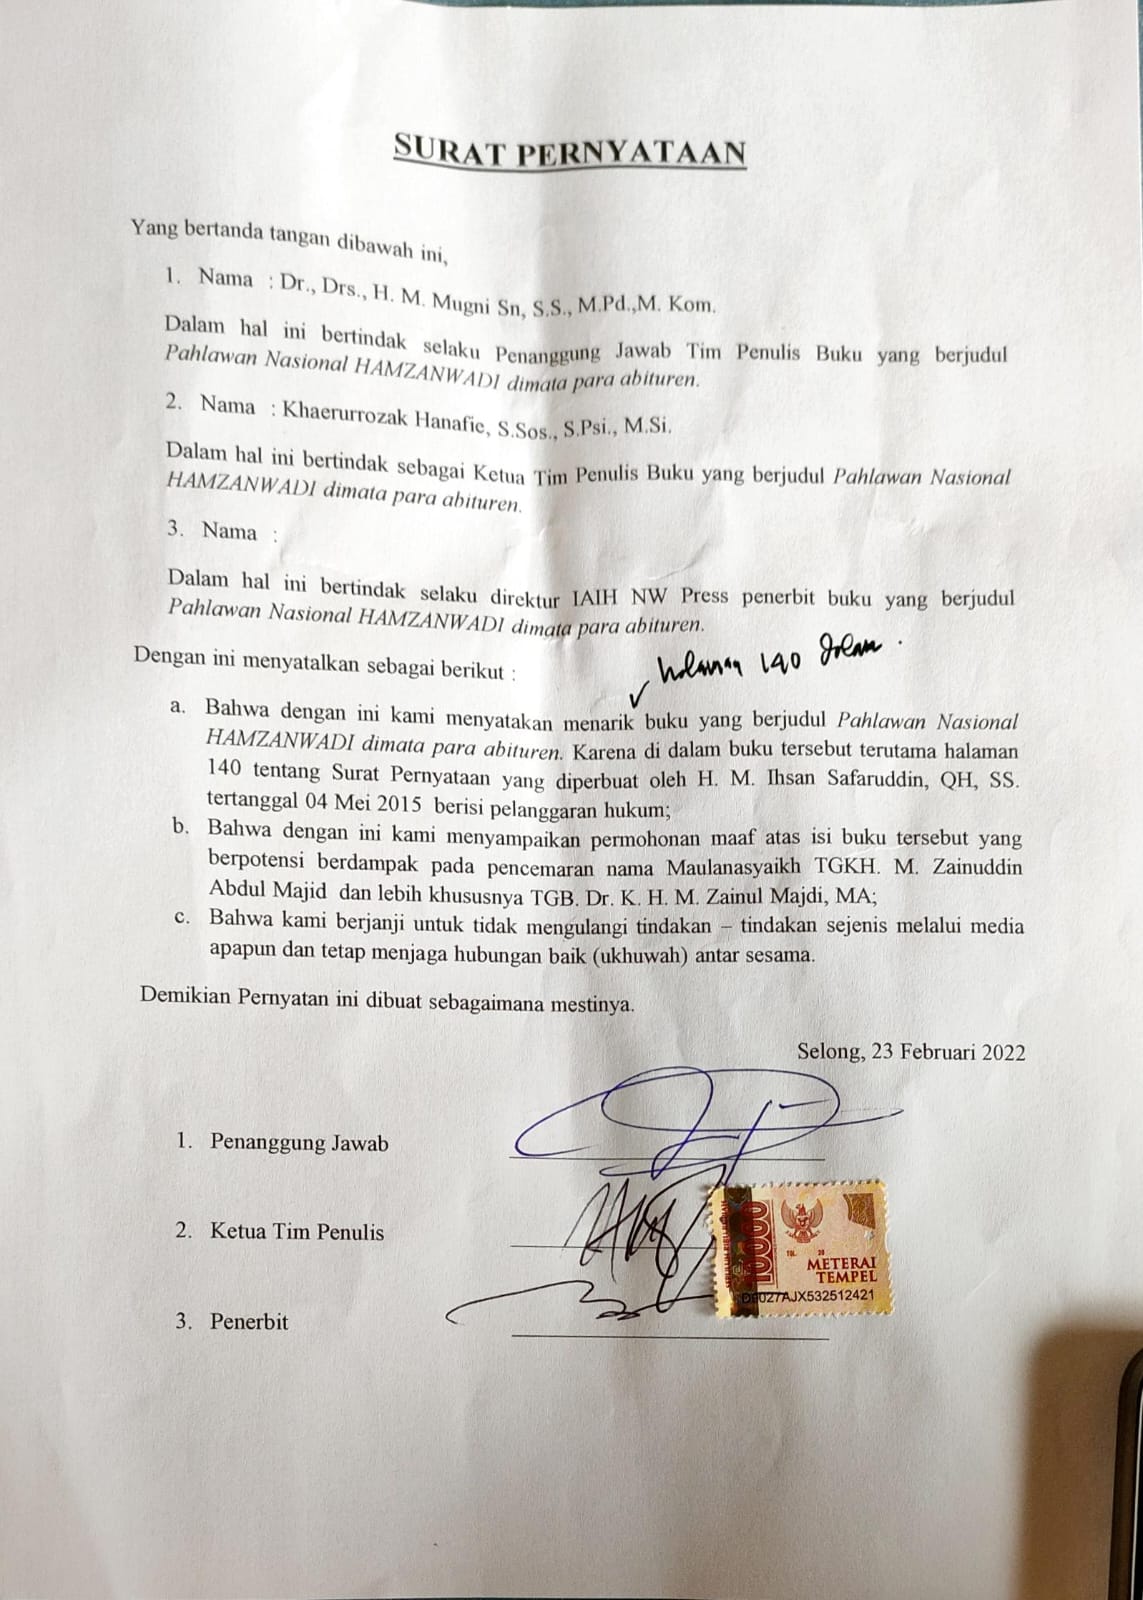 SURAT PERNYATAAN
Yang bertanda tangan dibawah ini,
1. Nama : Dr., Drs., H. M. Mugni Sn, S.S., M.Pd.,M. Kom.
Dalam hal ini bertindak selaku Penanggung Jawab Tim Penulis Buku yang berjudul
Pahlawan Nasional HAMZANWADI dimata para abituren.
2. Nama : Khaerurrozak Hanafie, S.Sos., S.Psi., M.Si.
Dalam hal ini bertindak sebagai Ketua Tim Penulis Buku yang berjudul Pahlawan Nasional
HAMZANWADI dimata para abituren.
3. Nama :
Dalam hal ini bertindak selaku direktur IAIH NW Press penerbit buku yang berjudul
Pahlawan Nasional HAMZANWADI dimata para abituren.
Dengan ini menyatalkan sebagai berikut :
halaman 140 dalam
a. Bahwa dengan ini kami menyatakan menarik buku yang berjudul Pahlawan Nasional
HAMZANWADI dimata para abituren. Karena di dalam buku tersebut terutama halaman
140 tentang Surat Pernyataan yang diperbuat oleh H. M. Ihsan Safaruddin, QH, SS.
tertanggal 04 Mei 2015 berisi pelanggaran hukum;
b. Bahwa dengan ini kami menyampaikan permohonan maaf atas isi buku tersebut yang
berpotensi berdampak pada pencemaran nama Maulanasyaikh TGKH. M. Zainuddin
Abdul Majid dan lebih khususnya TGB. Dr. K. H. M. Zainul Majdi, MA;
c. Bahwa kami berjanji untuk tidak mengulangi tindakan – tindakan sejenis melalui media
apapun dan tetap menjaga hubungan baik (ukhuwah) antar sesama.
Demikian Pernyatan ini dibuat sebagaimana mestinya.
Selong, 23 Februari 2022
1. Penanggung Jawab
2. Ketua Tim Penulis
10000
METERAI
TEMPEL
027AJX532512421
3. Penerbit